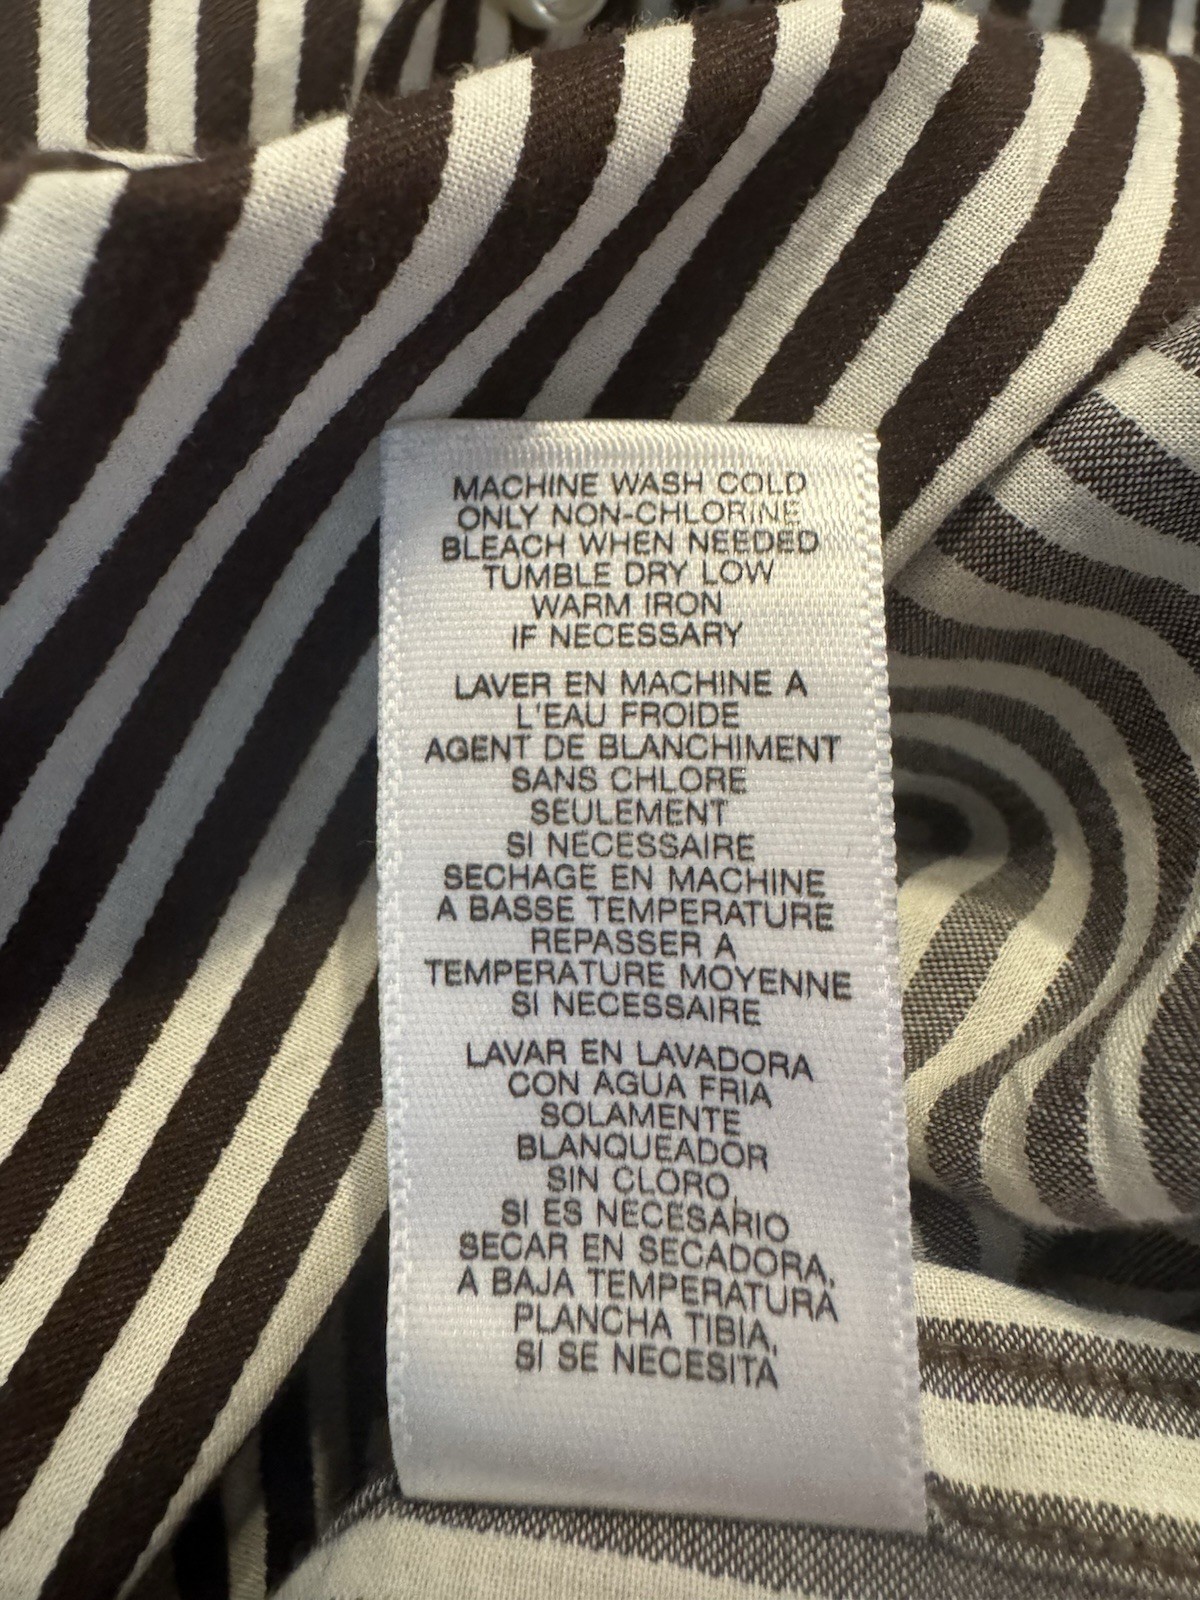 MACHINE WASH COLD
ONLY NON-CHLORINE
BLEACH WHEN NEEDED
TUMBLE DRY LOW
WARM IRON
IF NECESSARY
LAVER EN MACHINE A
L'EAU FROIDE
AGENT DE BLANCHIMENT
SANS CHLORE
SEULEMENT
SI NECESSAIRE
SECHAGE EN MACHINE
A BASSE TEMPERATURE
REPASSER A
TEMPERATURE MOYENNE
SI NECESSAIRE
LAVAR EN LAVADORA
CON AGUA FRIA
SOLAMENTE
BLANQUEADOR
SIN CLORO,
SI ES NECESARIO
SECAR EN SECADORA,
A BAJA TEMPERATURA
PLANCHA TIBIA,
SI SE NECESITA